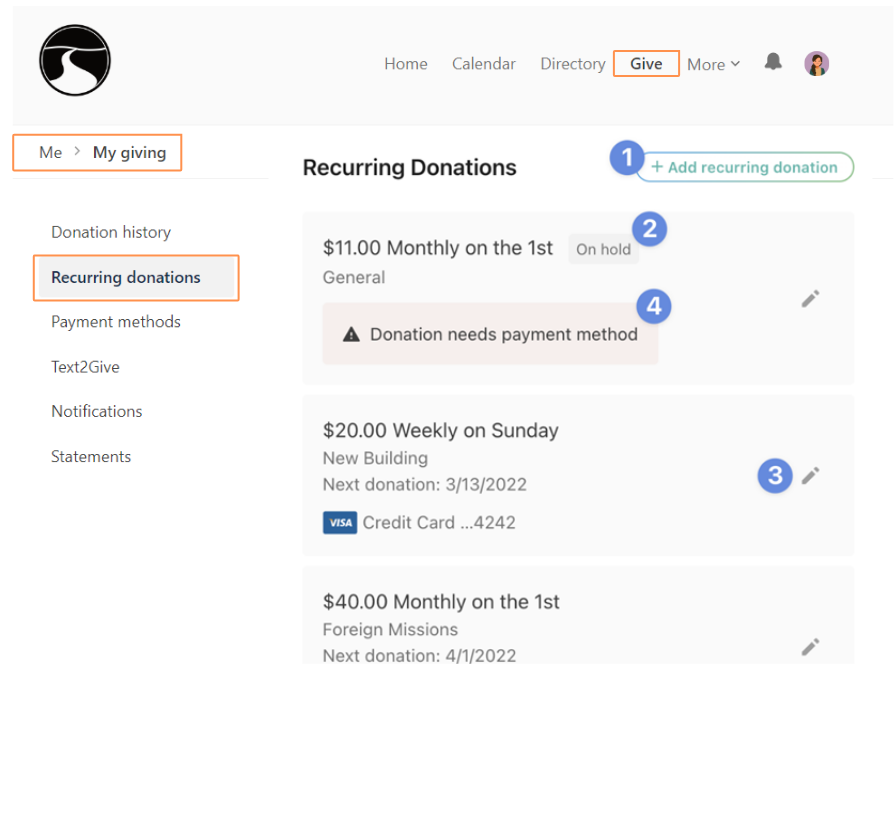 Home Calendar Directory Give More
Me > My giving
Donation history
Recurring donations
Payment methods
Text2Give
Notifications
Statements
Recurring Donations
1
+ Add recurring donation
2
$11.00 Monthly on the 1st On hold
General
4
Donation needs payment method
$20.00 Weekly on Sunday
New Building
Next donation: 3/13/2022
3
VISA Credit Card ...4242
$40.00 Monthly on the 1st
Foreign Missions
Next donation: 4/1/2022